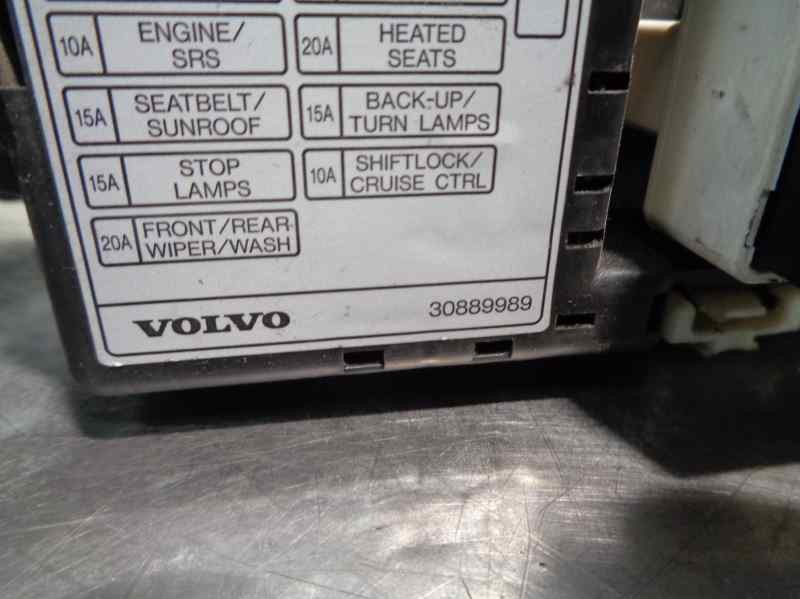 10A ENGINE/
SRS
20A HEATED
SEATS
15A SEATBELT/
SUNROOF
15A BACK-UP/
TURN LAMPS
15A STOP
LAMPS
10A SHIFTLOCK/
CRUISE CTRL
20A FRONT/REAR
WIPER/WASH
VOLVO 30889989